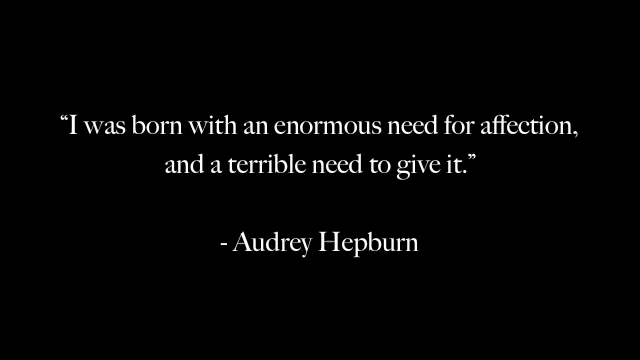 “I was born with an enormous need for affection,
and a terrible need to give it.”
- Audrey Hepburn